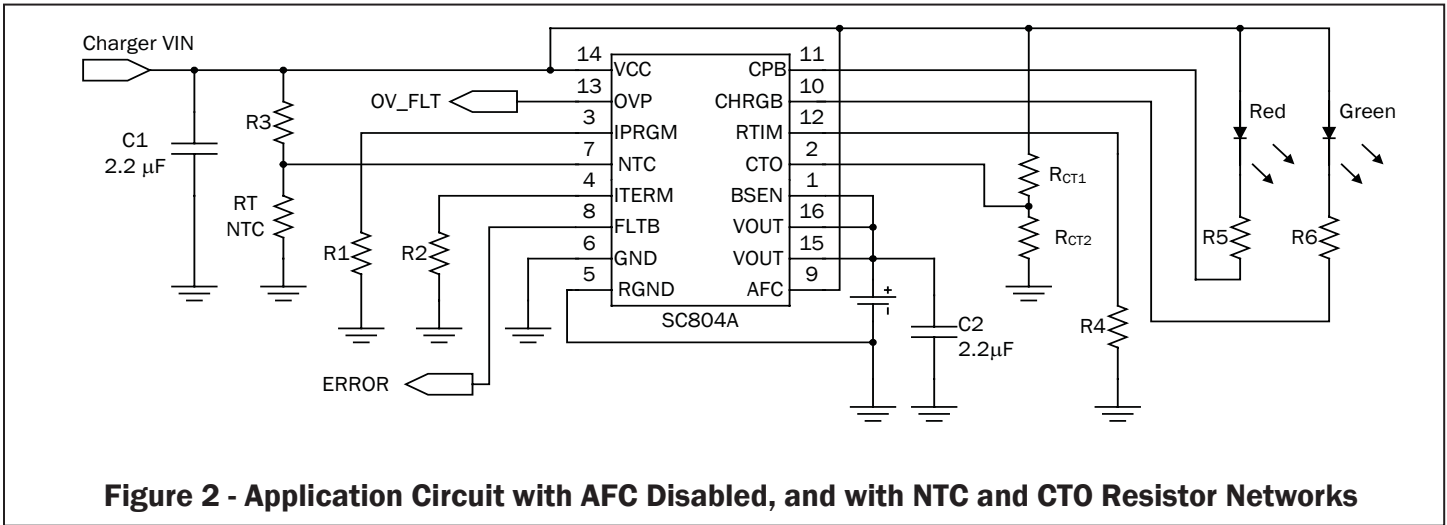 Charger VIN
OV_FLT
C1
2.2 μF
R3
RT
NTC
R1
R2
ERROR
14
13
3
7
4
8
6
5
VCC
OVP
IPRGM
NTC
ITERM
FLTB
GND
RGND
CPB
CHRGB
RTIM
CTO
BSEN
VOUT
VOUT
AFC
SC804A
11
10
12
2
1
16
15
9
+
C2
2.2μF
RCT1
RCT2
R4
Red
Green
R5
R6
Figure 2 - Application Circuit with AFC Disabled, and with NTC and CTO Resistor Networks